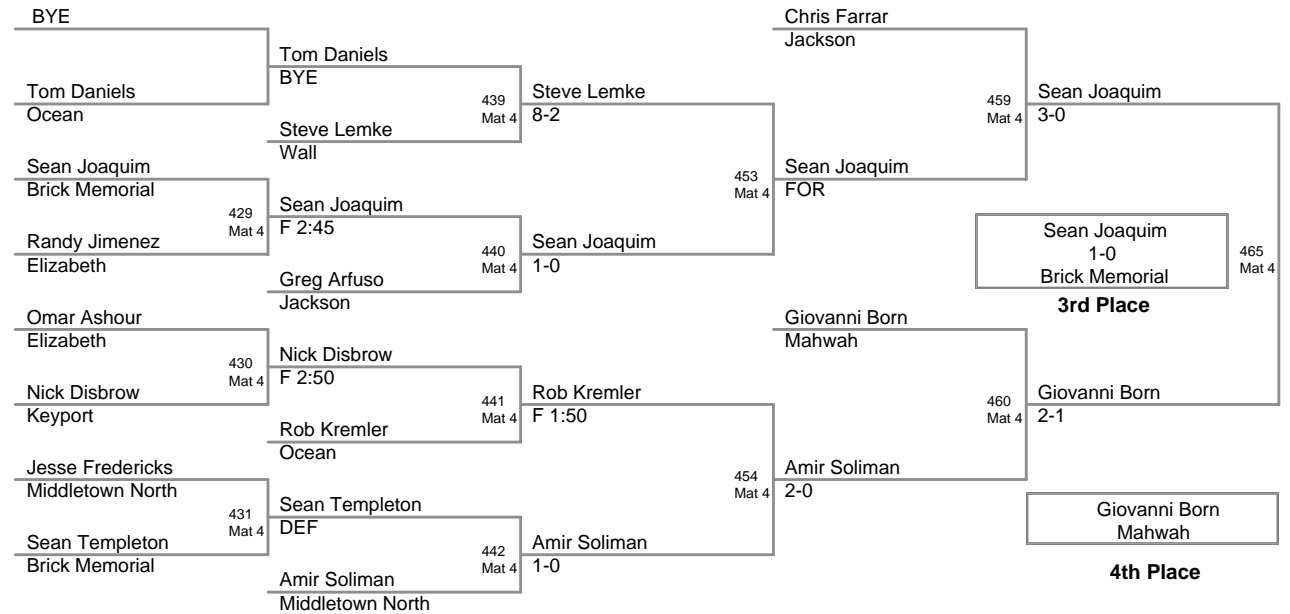 BYE
Tom Daniels
Ocean
Sean Joaquim
Brick Memorial
Randy Jimenez
Elizabeth
Omar Ashour
Elizabeth
Nick Disbrow
Keyport
Jesse Fredericks
Middletown North
Sean Templeton
Brick Memorial
429
Mat 4
430
Mat 4
431
Mat 4
Tom Daniels
BYE
Steve Lemke
Wall
Sean Joaquim
F 2:45
Greg Arfuso
Jackson
Nick Disbrow
F 2:50
Rob Kremler
Ocean
Sean Templeton
DEF
Amir Soliman
Middletown North
439
Mat 4
440
Mat 4
441
Mat 4
442
Mat 4
Steve Lemke
8-2
Sean Joaquim
1-0
Rob Kremler
F 1:50
Amir Soliman
1-0
453
Mat 4
454
Mat 4
Chris Farrar
Jackson
Sean Joaquim
FOR
Giovanni Born
Mahwah
Amir Soliman
2-0
459
Mat 4
460
Mat 4
Sean Joaquim
3-0
Giovanni Born
2-1
465
Mat 4
Sean Joaquim
1-0
Brick Memorial
3rd Place
Giovanni Born
Mahwah
4th Place